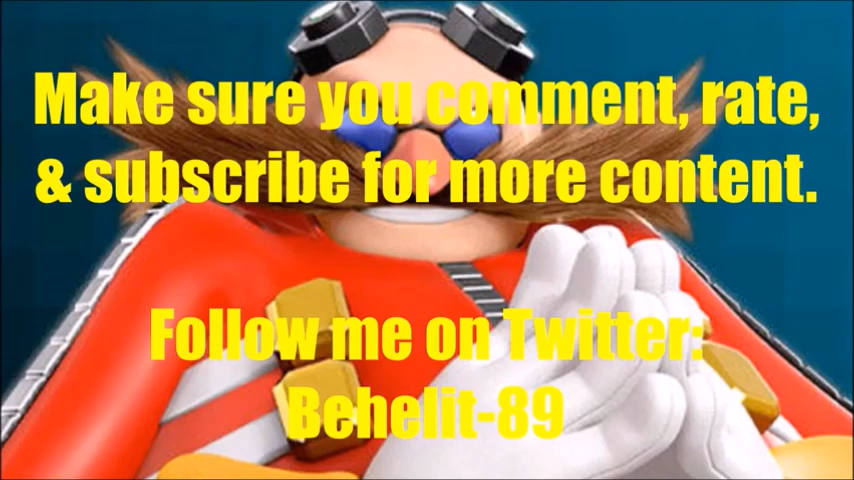 Make sure you comment, rate,
& subscribe for more content.
Follow me on Twitter:
Behelit-89